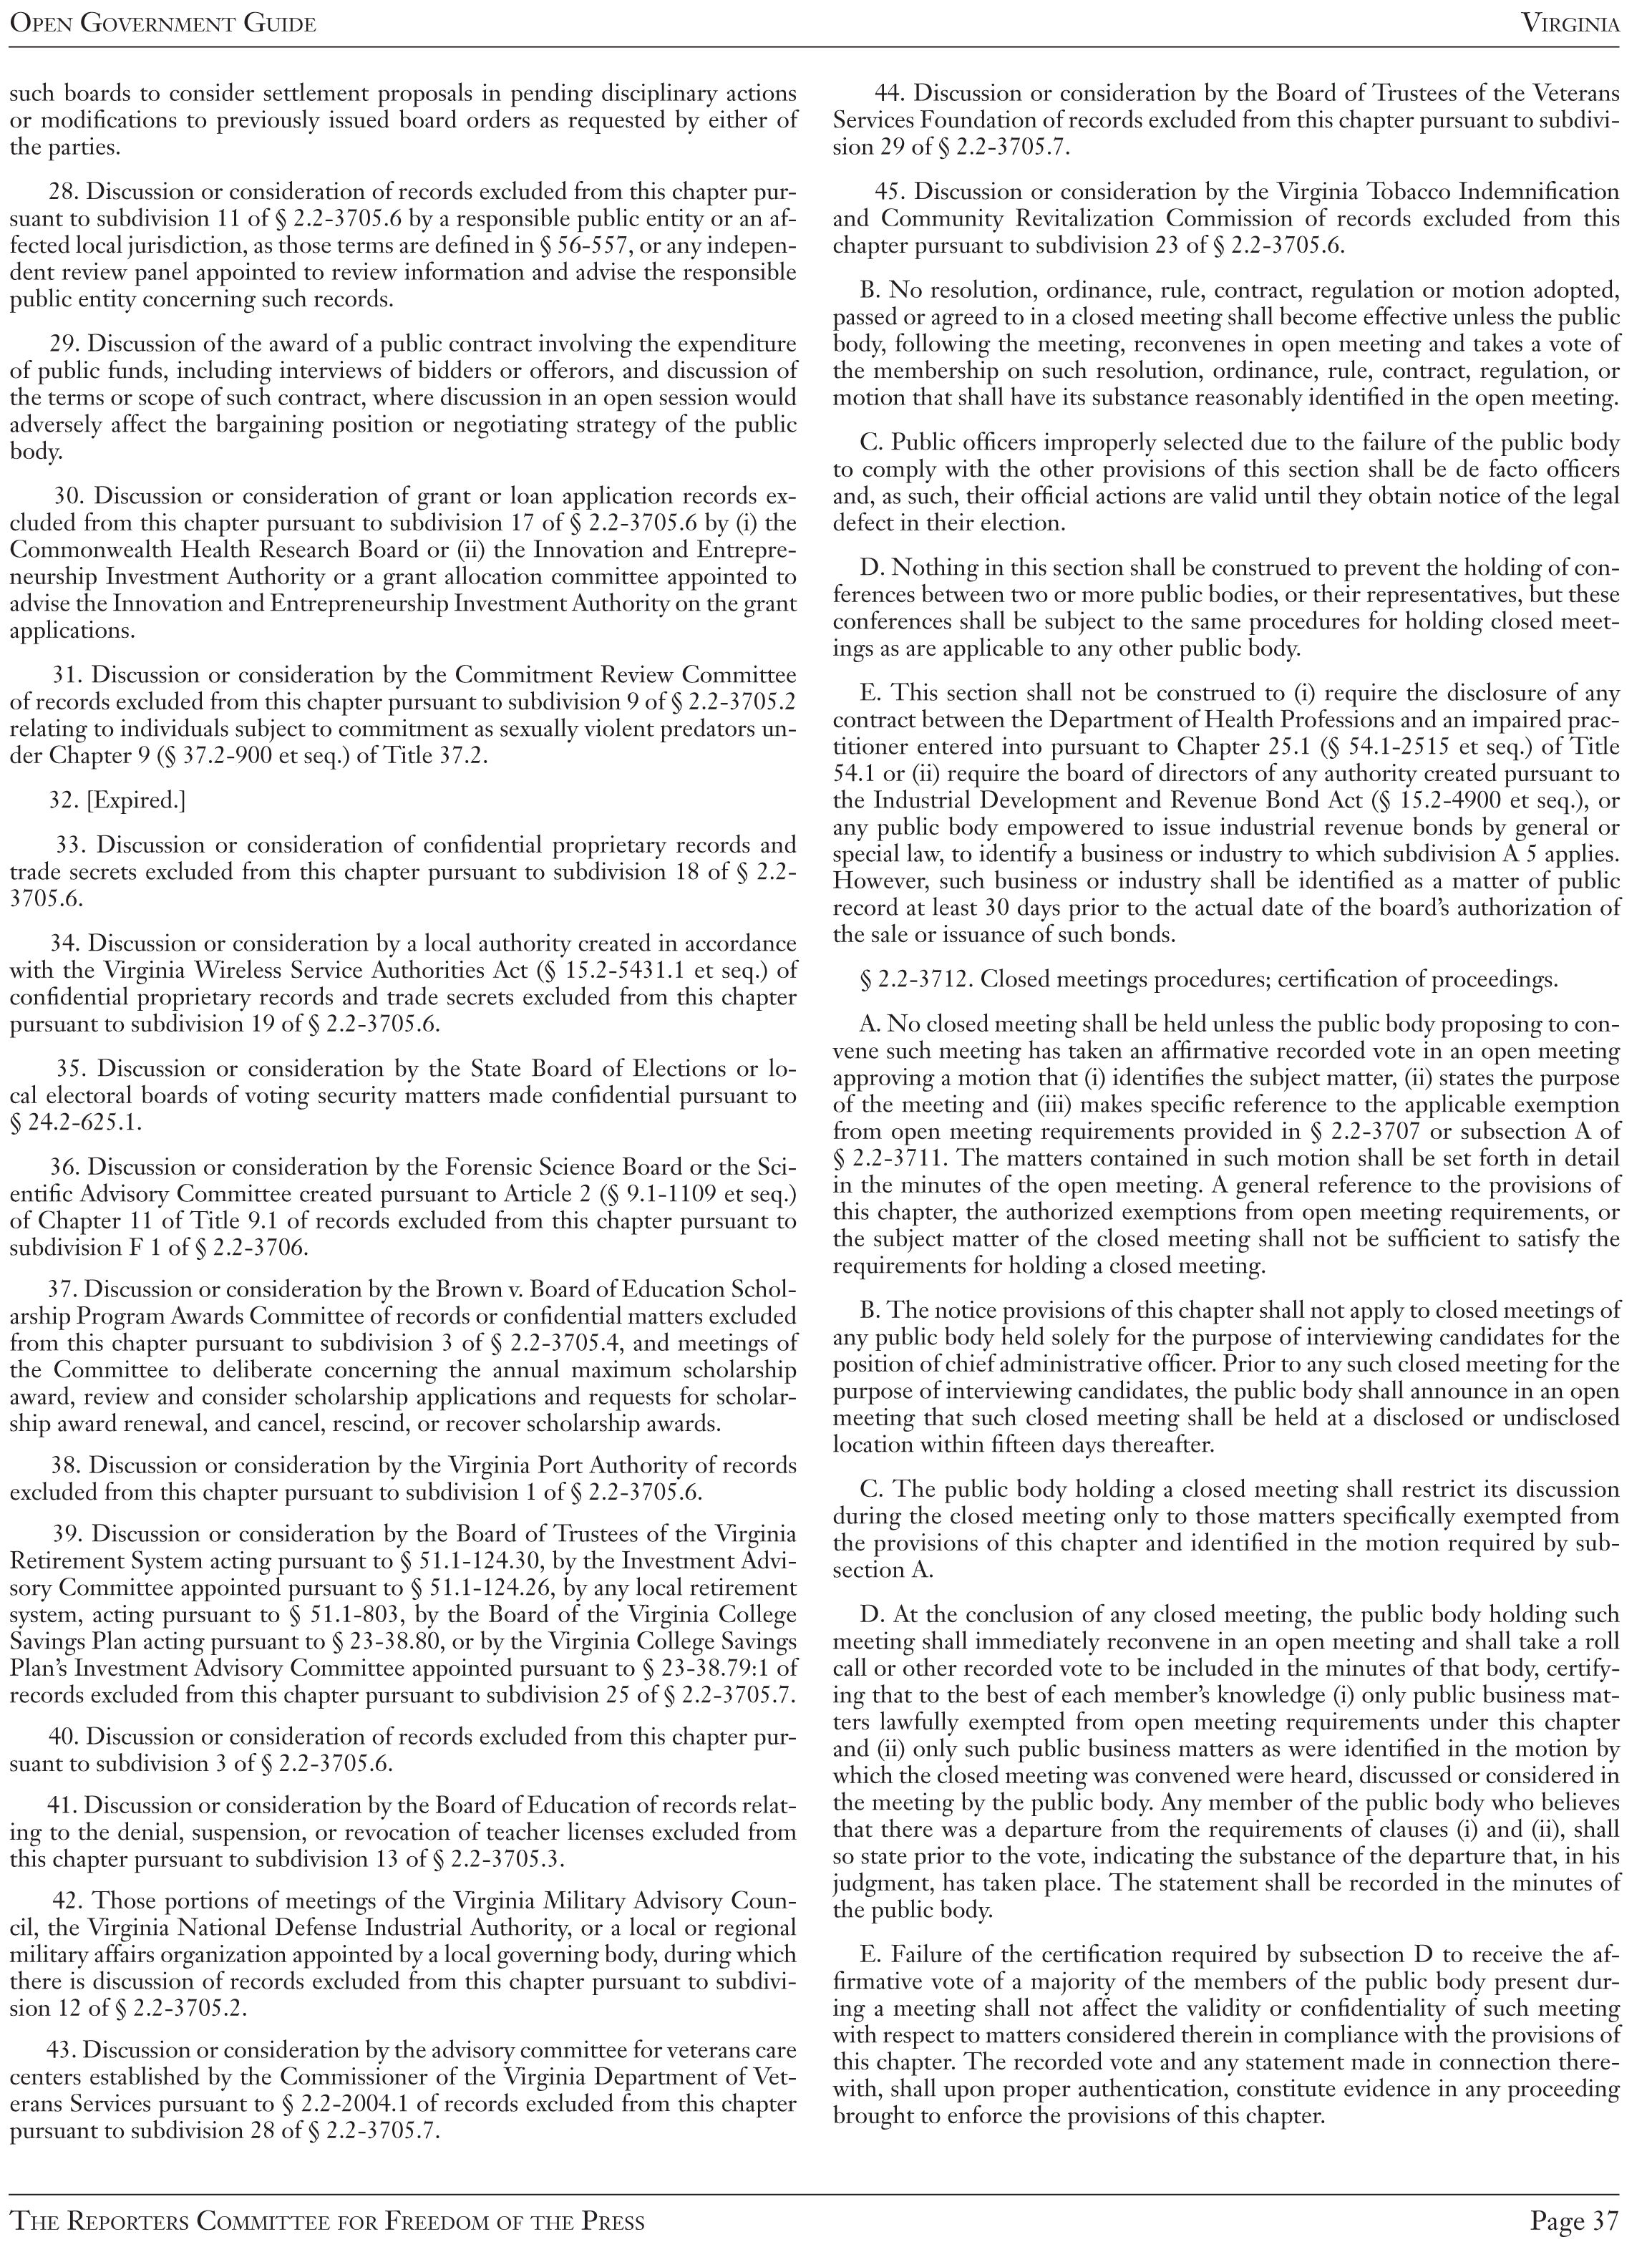 OPEN GOVERNMENT GUIDE
VIRGINIA
such boards to consider settlement proposals in pending disciplinary actions
or modifications to previously issued board orders as requested by either of
the parties.
28. Discussion or consideration of records excluded from this chapter pur-
suant to subdivision 11 of § 2.2-3705.6 by a responsible public entity or an af-
fected local jurisdiction, as those terms are defined in § 56-557, or any indepen-
dent review panel appointed to review information and advise the responsible
public entity concerning such records.
29. Discussion of the award of a public contract involving the expenditure
of public funds, including interviews of bidders or offerors, and discussion of
the terms or scope of such contract, where discussion in an open session would
adversely affect the bargaining position or negotiating strategy of the public
body.
30. Discussion or consideration of grant or loan application records ex-
cluded from this chapter pursuant to subdivision 17 of § 2.2-3705.6 by (i) the
Commonwealth Health Research Board or (ii) the Innovation and Entrepre-
neurship Investment Authority or a grant allocation committee appointed to
advise the Innovation and Entrepreneurship Investment Authority on the grant
applications.
31. Discussion or consideration by the Commitment Review Committee
of records excluded from this chapter pursuant to subdivision 9 of § 2.2-3705.2
relating to individuals subject to commitment as sexually violent predators un-
der Chapter 9 (§ 37.2-900 et seq.) of Title 37.2.
32. [Expired.]
33. Discussion or consideration of confidential proprietary records and
trade secrets excluded from this chapter pursuant to subdivision 18 of § 2.2-
3705.6.
34. Discussion or consideration by a local authority created in accordance
with the Virginia Wireless Service Authorities Act (§ 15.2-5431.1 et seq.) of
confidential proprietary records and trade secrets excluded from this chapter
pursuant to subdivision 19 of § 2.2-3705.6.
35. Discussion or consideration by the State Board of Elections or lo-
cal electoral boards of voting security matters made confidential pursuant to
§ 24.2-625.1.
36. Discussion or consideration by the Forensic Science Board or the Sci-
entific Advisory Committee created pursuant to Article 2 (§ 9.1-1109 et seq.)
of Chapter 11 of Title 9.1 of records excluded from this chapter pursuant to
subdivision F 1 of § 2.2-3706.
37. Discussion or consideration by the Brown v. Board of Education Schol-
arship Program Awards Committee of records or confidential matters excluded
from this chapter pursuant to subdivision 3 of § 2.2-3705.4, and meetings of
the Committee to deliberate concerning the annual maximum scholarship
award, review and consider scholarship applications and requests for scholar-
ship award renewal, and cancel, rescind, or recover scholarship awards.
38. Discussion or consideration by the Virginia Port Authority of records
excluded from this chapter pursuant to subdivision 1 of § 2.2-3705.6.
39. Discussion or consideration by the Board of Trustees of the Virginia
Retirement System acting pursuant to § 51.1-124.30, by the Investment Advi-
sory Committee appointed pursuant to § 51.1-124.26, by any local retirement
system, acting pursuant to § 51.1-803, by the Board of the Virginia College
Savings Plan acting pursuant to § 23-38.80, or by the Virginia College Savings
Plan's Investment Advisory Committee appointed pursuant to § 23-38.79:1 of
records excluded from this chapter pursuant to subdivision 25 of § 2.2-3705.7.
40. Discussion or consideration of records excluded from this chapter pur-
suant to subdivision 3 of § 2.2-3705.6.
41. Discussion or consideration by the Board of Education of records relat-
ing to the denial, suspension, or revocation of teacher licenses excluded from
this chapter pursuant to subdivision 13 of § 2.2-3705.3.
42. Those portions of meetings of the Virginia Military Advisory Coun-
cil, the Virginia National Defense Industrial Authority, or a local or regional
military affairs organization appointed by a local governing body, during which
there is discussion of records excluded from this chapter pursuant to subdivi-
sion 12 of § 2.2-3705.2.
43. Discussion or consideration by the advisory committee for veterans care
centers established by the Commissioner of the Virginia Department of Vet-
erans Services pursuant to § 2.2-2004.1 of records excluded from this chapter
pursuant to subdivision 28 of § 2.2-3705.7.
44. Discussion or consideration by the Board of Trustees of the Veterans
Services Foundation of records excluded from this chapter pursuant to subdivi-
sion 29 of § 2.2-3705.7.
45. Discussion or consideration by the Virginia Tobacco Indemnification
and Community Revitalization Commission of records excluded from this
chapter pursuant to subdivision 23 of § 2.2-3705.6.
B. No resolution, ordinance, rule, contract, regulation or motion adopted,
passed or agreed to in a closed meeting shall become effective unless the public
body, following the meeting, reconvenes in open meeting and takes a vote of
the membership on such resolution, ordinance, rule, contract, regulation, or
motion that shall have its substance reasonably identified in the open meeting.
C. Public officers improperly selected due to the failure of the public body
to comply with the other provisions of this section shall be de facto officers
and, as such, their official actions are valid until they obtain notice of the legal
defect in their election.
D. Nothing in this section shall be construed to prevent the holding of con-
ferences between two or more public bodies, or their representatives, but these
conferences shall be subject to the same procedures for holding closed meet-
ings as are applicable to any other public body.
E. This section shall not be construed to (i) require the disclosure of any
contract between the Department of Health Professions and an impaired prac-
titioner entered into pursuant to Chapter 25.1 (§ 54.1-2515 et seq.) of Title
54.1 or (ii) require the board of directors of any authority created pursuant to
the Industrial Development and Revenue Bond Act (§ 15.2-4900 et seq.), or
any public body empowered to issue industrial revenue bonds by general or
special law, to identify a business or industry to which subdivision A 5 applies.
However, such business or industry shall be identified as a matter of public
record at least 30 days prior to the actual date of the board's authorization of
the sale or issuance of such bonds.
§ 2.2-3712. Closed meetings procedures; certification of proceedings.
A. No closed meeting shall be held unless the public body proposing to con-
vene such meeting has taken an affirmative recorded vote in an open meeting
approving a motion that (i) identifies the subject matter, (ii) states the purpose
of the meeting and (iii) makes specific reference to the applicable exemption
from open meeting requirements provided in § 2.2-3707 or subsection A of
§ 2.2-3711. The matters contained in such motion shall be set forth in detail
in the minutes of the open meeting. A general reference to the provisions of
this chapter, the authorized exemptions from open meeting requirements, or
the subject matter of the closed meeting shall not be sufficient to satisfy the
requirements for holding a closed meeting.
B. The notice provisions of this chapter shall not apply to closed meetings of
any public body held solely for the purpose of interviewing candidates for the
position of chief administrative officer. Prior to any such closed meeting for the
purpose of interviewing candidates, the public body shall announce in an open
meeting that such closed meeting shall be held at a disclosed or undisclosed
location within fifteen days thereafter.
C. The public body holding a closed meeting shall restrict its discussion
during the closed meeting only to those matters specifically exempted from
the provisions of this chapter and identified in the motion required by sub-
section A.
D. At the conclusion of any closed meeting, the public body holding such
meeting shall immediately reconvene in an open meeting and shall take a roll
call or other recorded vote to be included in the minutes of that body, certify-
ing that to the best of each member's knowledge (i) only public business mat-
ters lawfully exempted from open meeting requirements under this chapter
and (ii) only such public business matters as were identified in the motion by
which the closed meeting was convened were heard, discussed or considered in
the meeting by the public body. Any member of the public body who believes
that there was a departure from the requirements of clauses (i) and (ii), shall
so state prior to the vote, indicating the substance of the departure that, in his
judgment, has taken place. The statement shall be recorded in the minutes of
the public body.
E. Failure of the certification required by subsection D to receive the af-
firmative vote of a majority of the members of the public body present dur-
ing a meeting shall not affect the validity or confidentiality of such meeting
with respect to matters considered therein in compliance with the provisions of
this chapter. The recorded vote and any statement made in connection there-
with, shall upon proper authentication, constitute evidence in any proceeding
brought to enforce the provisions of this chapter.
THE REPORTERS COMMITTEE FOR FREEDOM OF THE PRESS
Page 37